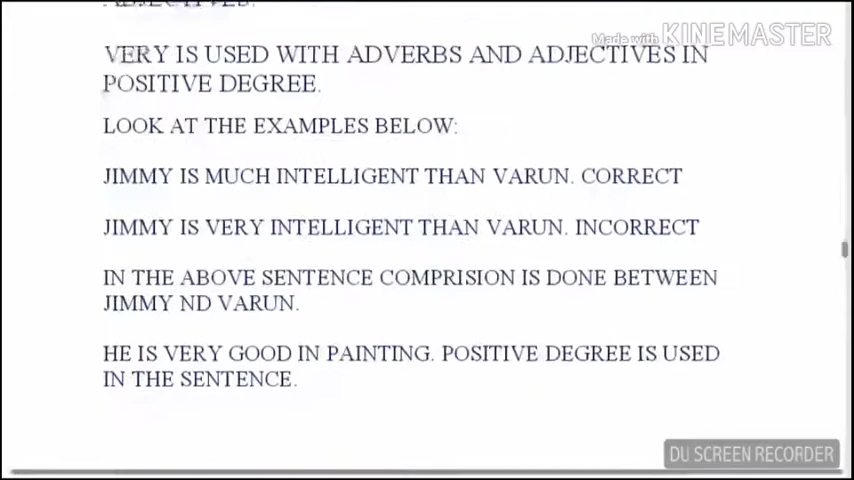 Made with KINEMASTER
VERY IS USED WITH ADVERBS AND ADJECTIVES IN
POSITIVE DEGREE.
LOOK AT THE EXAMPLES BELOW:
JIMMY IS MUCH INTELLIGENT THAN VARUN. CORRECT
JIMMY IS VERY INTELLIGENT THAN VARUN. INCORRECT
IN THE ABOVE SENTENCE COMPRISION IS DONE BETWEEN
JIMMY ND VARUN.
HE IS VERY GOOD IN PAINTING. POSITIVE DEGREE IS USED
IN THE SENTENCE.
DU SCREEN RECORDER